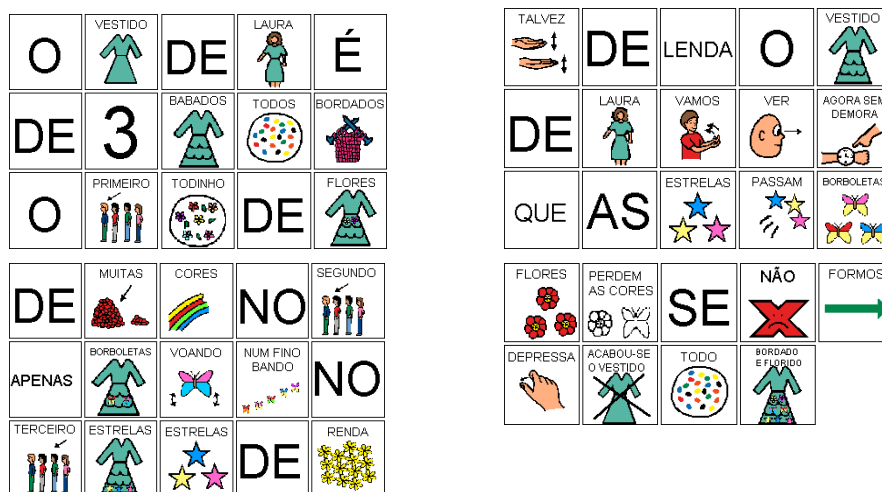 O VESTIDO DE LAURA É
DE 3 BABADOS TODOS BORDADOS
O PRIMEIRO TODINHO DE FLORES
DE MUITAS CORES NO SEGUNDO
APENAS BORBOLETAS VOANDO NUM FINO BANDO NO
TERCEIRO ESTRELAS ESTRELAS DE RENDA
TALVEZ DE LENDA O VESTIDO
DE LAURA VAMOS VER AGORA SEM DEMORA
QUE AS ESTRELAS PASSAM BORBOLETAS
FLORES PERDEM AS CORES SE NÃO FORMOS
DEPRESSA ACABOU-SE O VESTIDO TODO BORDADO E FLORIDO